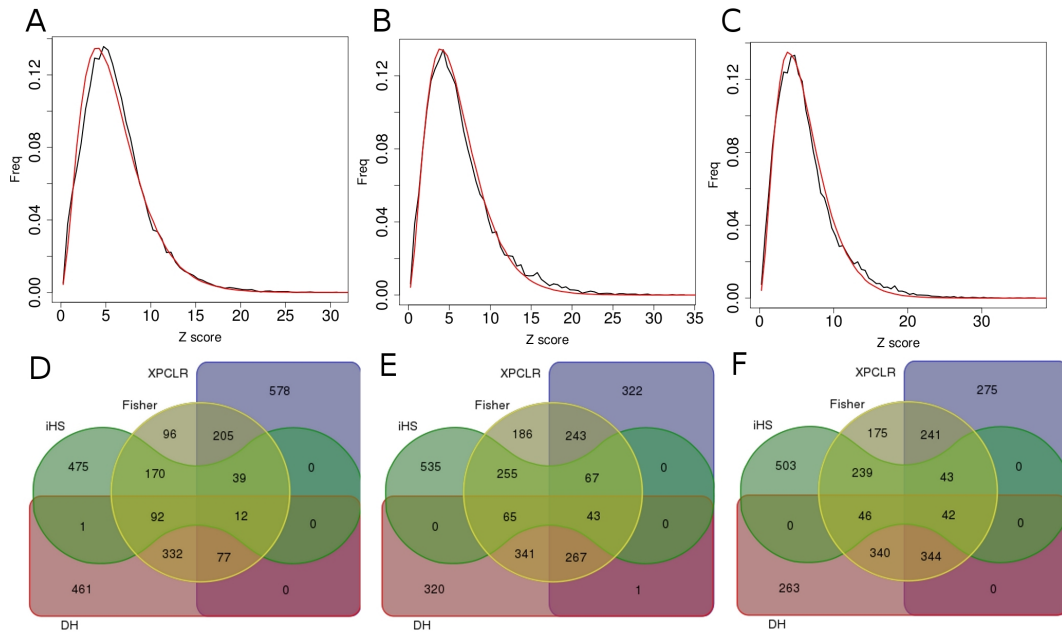 A
B
C
Freq
0.00 0.04 0.08 0.12
0 5 10 15 20 25 30
Z score
Freq
0.00 0.04 0.08 0.12
0 5 10 15 20 25 30 35
Z score
Freq
0.00 0.04 0.08 0.12
0 10 20 30
Z score
D
XPCLR
578
Fisher
iHS
96
205
475
170
39
0
1
92
12
0
332
77
461
0
DH
E
XPCLR
322
Fisher
iHS
186
243
535
255
67
0
0
65
43
0
341
267
320
1
DH
F
XPCLR
275
Fisher
iHS
175
241
503
239
43
0
0
46
42
0
340
344
263
0
DH